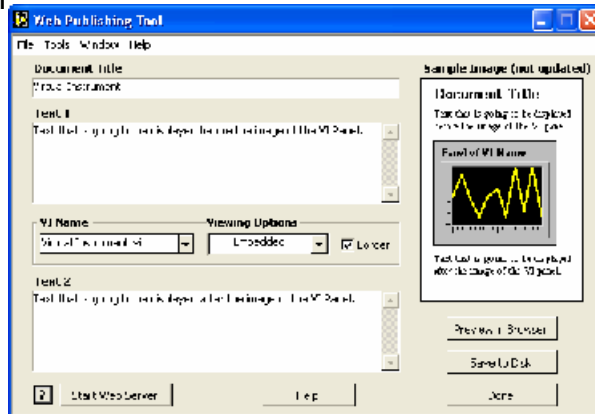 Web Publishing Tool
File Tools Window Help
Document Title
Virtual Instrument
Text 1
Text that is going to be displayed before the image of the VI Panel.
VI Name
Viewing Options
Virtual Instrument.vi
Embedded
Border
Text 2
Text that is going to be displayed after the image of the VI Panel.
? Start Web Server
Help
Sample Image (not updated)
Document Title
Text that is going to be displayed
before the image of the VI panel.
Panel of VI Name
Text that is going to be displayed
after the image of the VI panel.
Preview in Browser
Save to Disk
Done